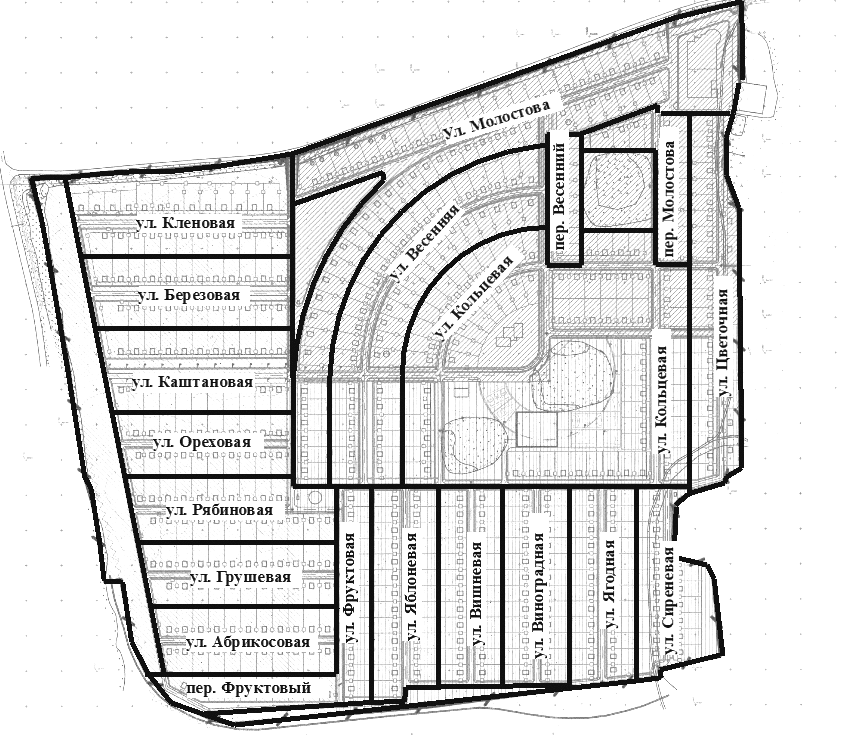 Ул. Молостова
пер. Весенний
пер. Молостова
ул. Кленовая
ул. Весенняя
ул. Березовая
ул. Кольцевая
ул. Цветочная
ул. Каштановая
ул. Кольцевая
ул. Ореховая
ул. Рябиновая
ул. Фруктовая
ул. Яблоневая
ул. Вишневая
ул. Виноградная
ул. Ягодная
ул. Сиреневая
ул. Грушевая
ул. Абрикосовая
пер. Фруктовый